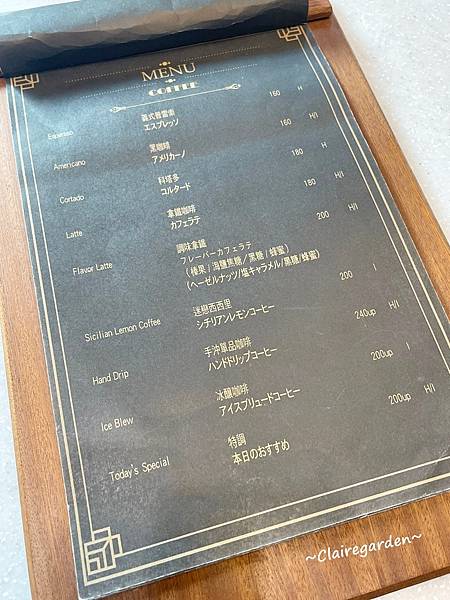 MENU
COFFEE
Espresso 義式普雷索 エスプレッソ 160 H
Americano 黑咖啡 アメリカーノ 160 H/I
Cortado 科塔多 コルタード 180 H
Latte 拿鐵咖啡 カフェラテ 180 H/I
Flavor Latte 調味拿鐵 フレーバーカフェラテ 200 H/I
(榛果/海鹽焦糖/黑糖/蜂蜜)
(ヘーゼルナッツ/塩キャラメル/黒糖/蜂蜜)
Sicilian Lemon Coffee 迷戀西西里 シチリアンレモンコーヒー 200 I
Hand Drip 手沖單品咖啡 ハンドドリップコーヒー 240up H/I
Ice Blew 冰釀咖啡 アイスブリュードコーヒー 200up I
Today's Special 特調 本日のおすすめ 200up H/I
~Clairegarden~